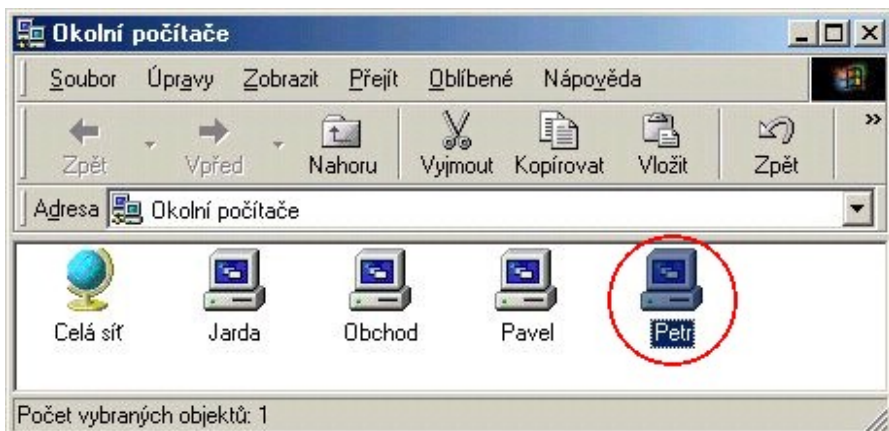 Okolní počítače
Soubor Úpravy Zobrazit Přejít Oblíbené Nápověda
Zpět Vpřed Nahoru Vyjmout Kopírovat Vložit Zpět »
Adresa Okolní počítače
Celá síť Jarda Obchod Pavel Petr
Počet vybraných objektů: 1